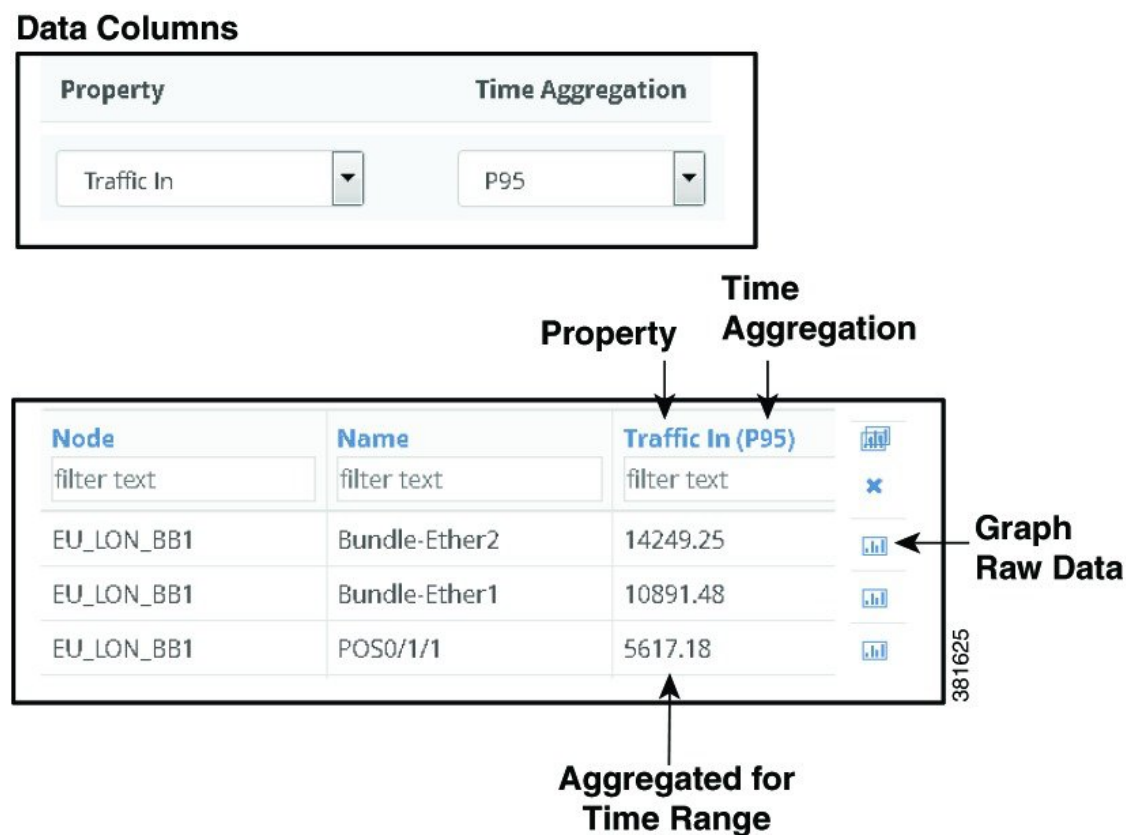 Data Columns
Property Time Aggregation
Traffic In P95
Time
Property Aggregation
Node Name Traffic In (P95)
filter text filter text filter text
EU_LON_BB1 Bundle-Ether2 14249.25
EU_LON_BB1 Bundle-Ether1 10891.48
EU_LON_BB1 POS0/1/1 5617.18
Graph
Raw Data
381625
Aggregated for
Time Range